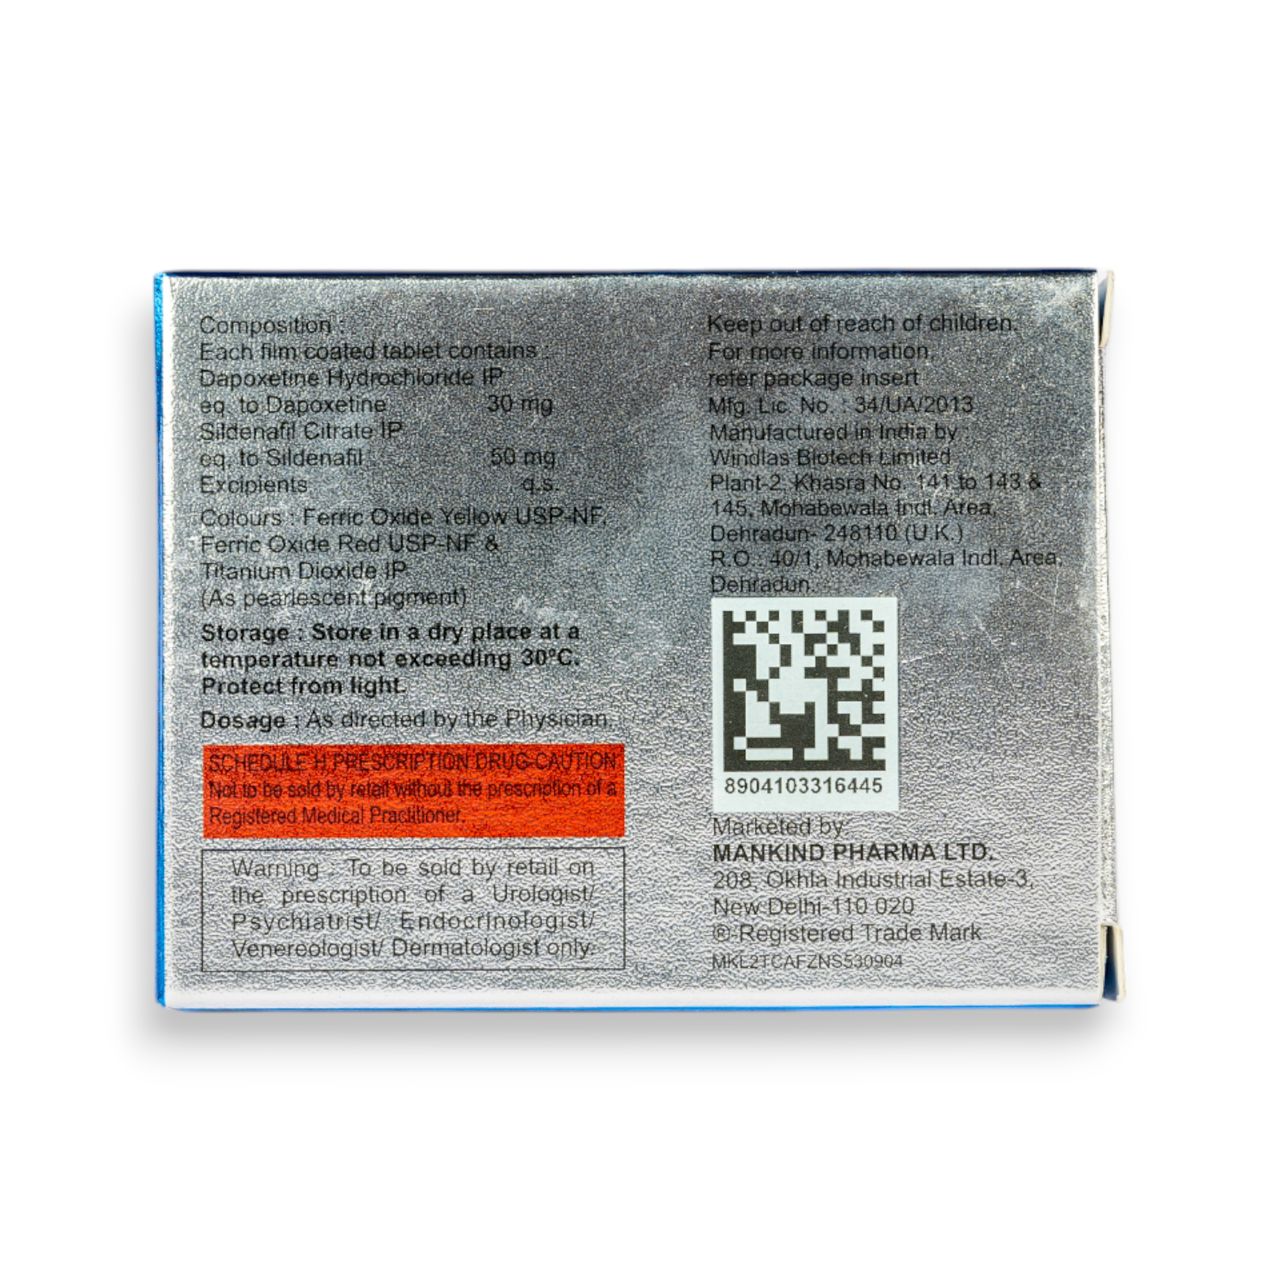 Composition :
Each film coated tablet contains :
Dapoxetine Hydrochloride IP
eq. to Dapoxetine 30 mg
Sildenafil Citrate IP
eq. to Sildenafil 50 mg
Excipients q.s.
Colours : Ferric Oxide Yellow USP-NF,
Ferric Oxide Red USP-NF &
Titanium Dioxide IP
(As pearlescent pigment)
Storage : Store in a dry place at a
temperature not exceeding 30°C.
Protect from light.
Dosage : As directed by the Physician.
SCHEDULE H PRESCRIPTION DRUG-CAUTION
Not to be sold by retail without the prescription of a
Registered Medical Practitioner.
Warning : To be sold by retail on
the prescription of a Urologist/
Psychiatrist/ Endocrinologist/
Venereologist/ Dermatologist only.
Keep out of reach of children.
For more information,
refer package insert
Mfg. Lic. No. : 34/UA/2013
Manufactured in India by :
Windlas Biotech Limited
Plant-2, Khasra No. 141 to 143 &
145, Mohabewala Indl. Area,
Dehradun- 248110 (U.K.)
R.O.: 40/1, Mohabewala Indl. Area,
Dehradun.
8904103316445
Marketed by
MANKIND PHARMA LTD.
208, Okhla Industrial Estate-3,
New Delhi-110 020
®-Registered Trade Mark
MKL2TCAFZNS530904